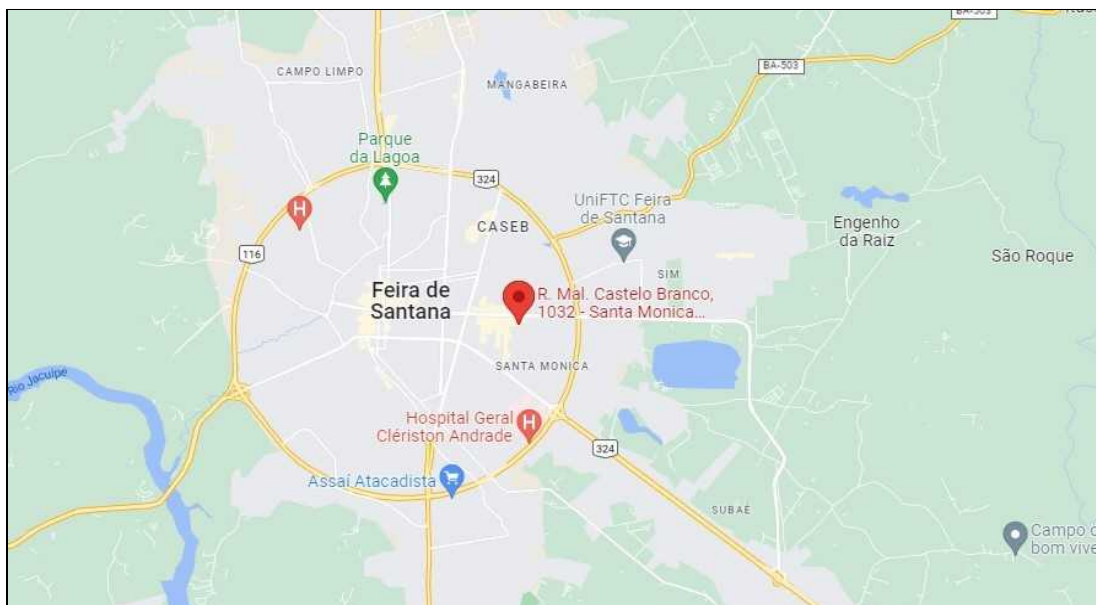 BA-503
CAMPO LIMPO
MANGABEIRA
BA-503
Parque
da Lagoa
324
UniFTC Feira
de Santana
CASEB
Engenho
da Raiz
116
São Roque
SIM
Feira de
Santana
R. Mal. Castelo Branco,
1032 - Santa Monica...
SANTA MONICA
Rio Jacuípe
H
Hospital Geral
Clériston Andrade
H
324
Assaí Atacadista
SUBAÉ
Campo
bom vive